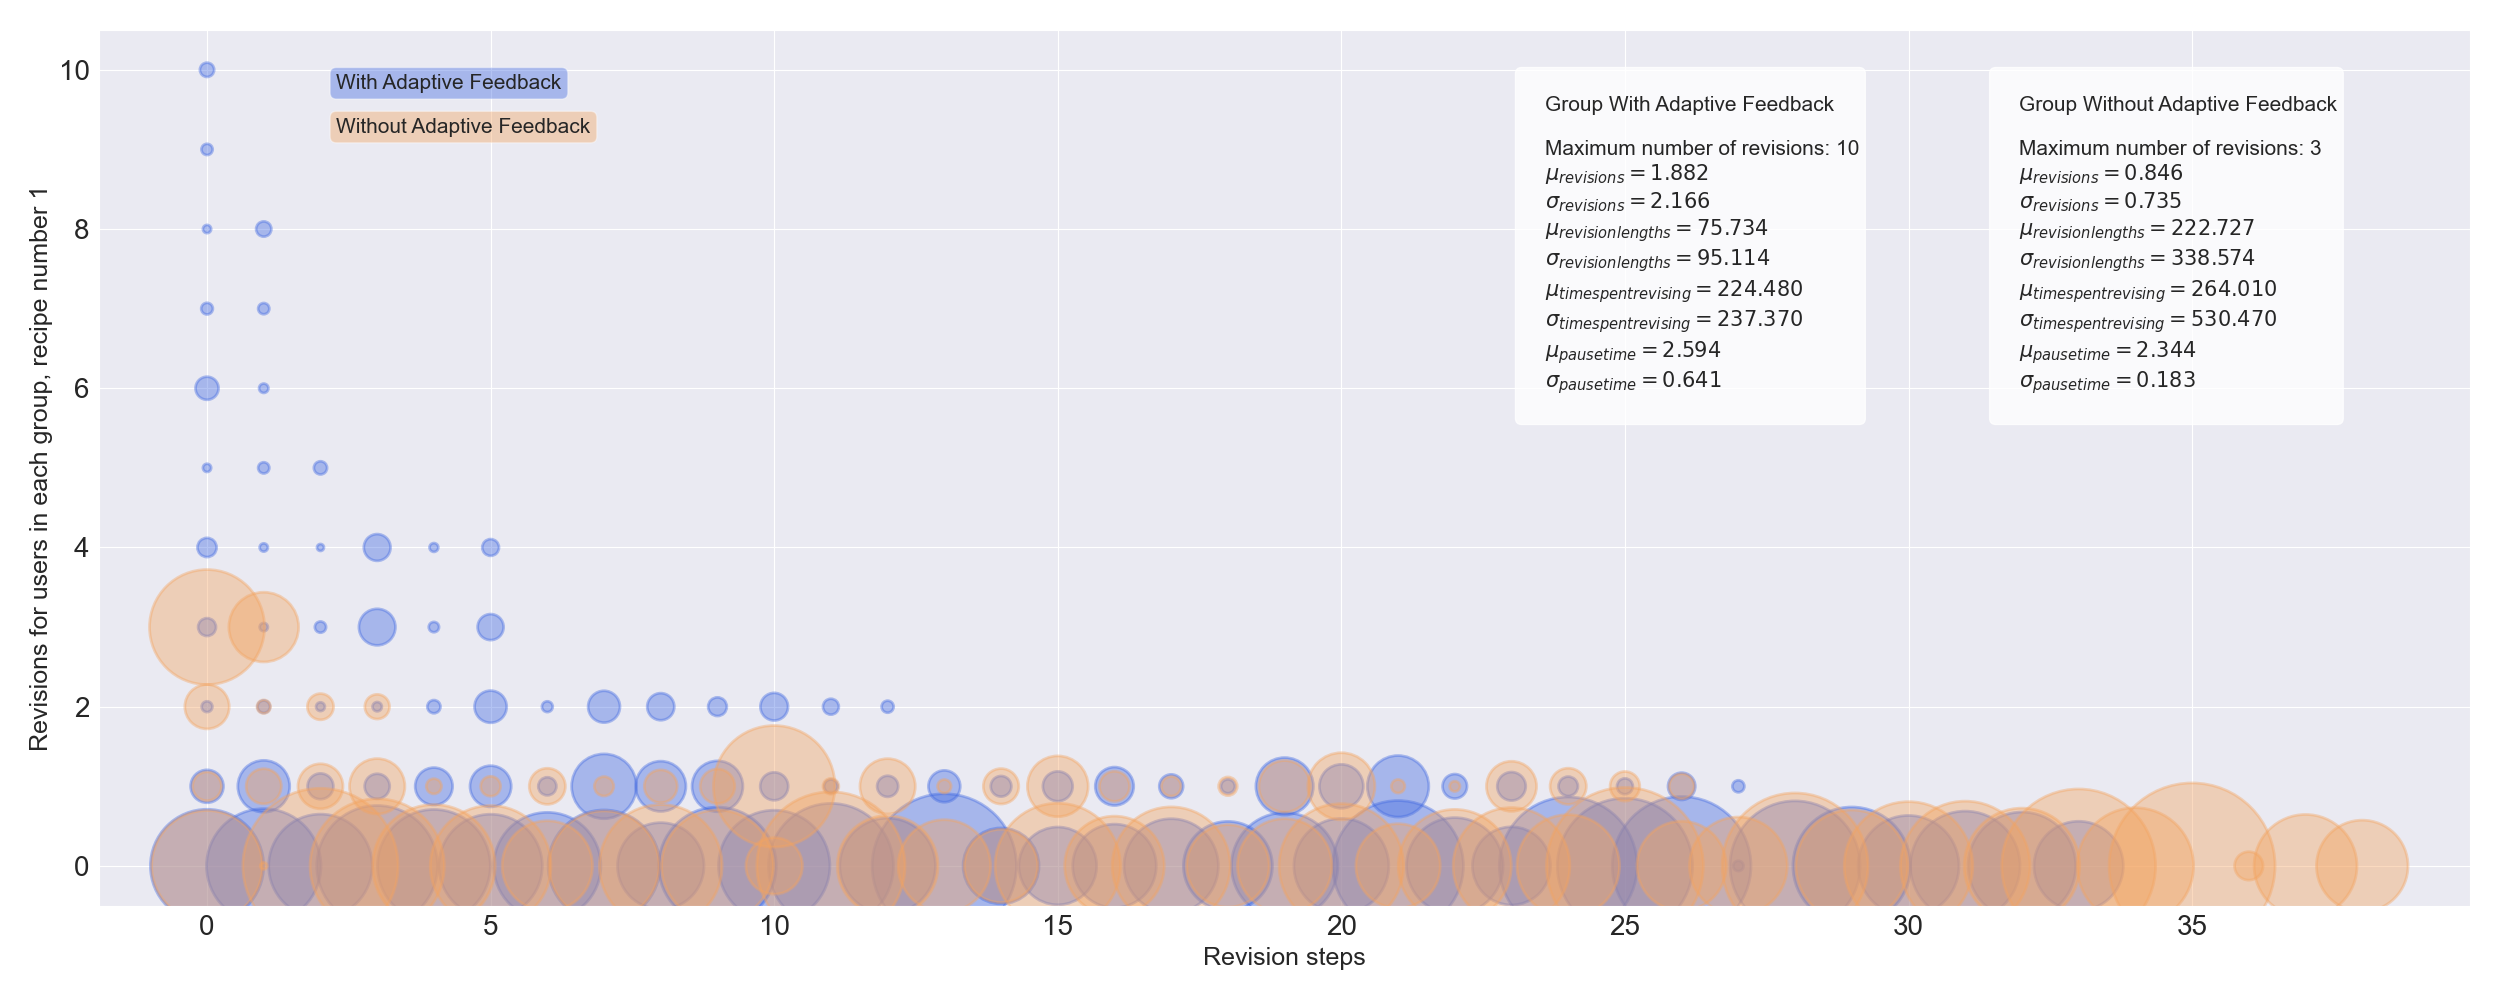 With Adaptive Feedback
Without Adaptive Feedback
Group With Adaptive Feedback
Maximum number of revisions: 10
μrevisions = 1.882
σrevisions = 2.166
μrevisionlengths = 75.734
σrevisionlengths = 95.114
μtimespentrevising = 224.480
σtimespentrevising = 237.370
μpausetime = 2.594
σpausetime = 0.641
Group Without Adaptive Feedback
Maximum number of revisions: 3
μrevisions = 0.846
σrevisions = 0.735
μrevisionlengths = 222.727
σrevisionlengths = 338.574
μtimespentrevising = 264.010
σtimespentrevising = 530.470
μpausetime = 2.344
σpausetime = 0.183
Revisions for users in each group, recipe number 1
10
8
6
4
2
0
0 5 10 15 20 25 30 35
Revision steps